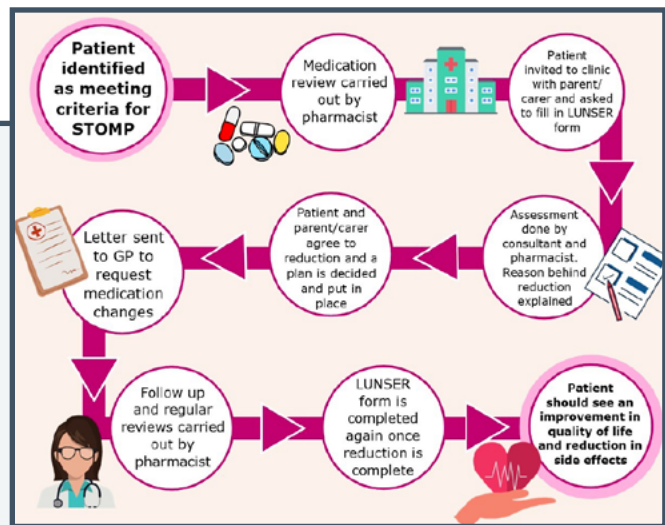 Patient
identified
as meeting
criteria for
STOMP
Medication
review carried
out by
pharmacist
Patient
invited to clinic
with parent/
carer and asked
to fill in LUNSER
form
Assessment
done by
consultant and
pharmacist.
Reason behind
reduction
explained
Patient and
parent/carer
agree to
reduction and a
plan is decided
and put in
place
Letter sent
to GP to
request
medication
changes
Follow up
and regular
reviews carried
out by
pharmacist
LUNSER
form is
completed
again once
reduction is
complete
Patient
should see an
improvement in
quality of life
and reduction in
side effects